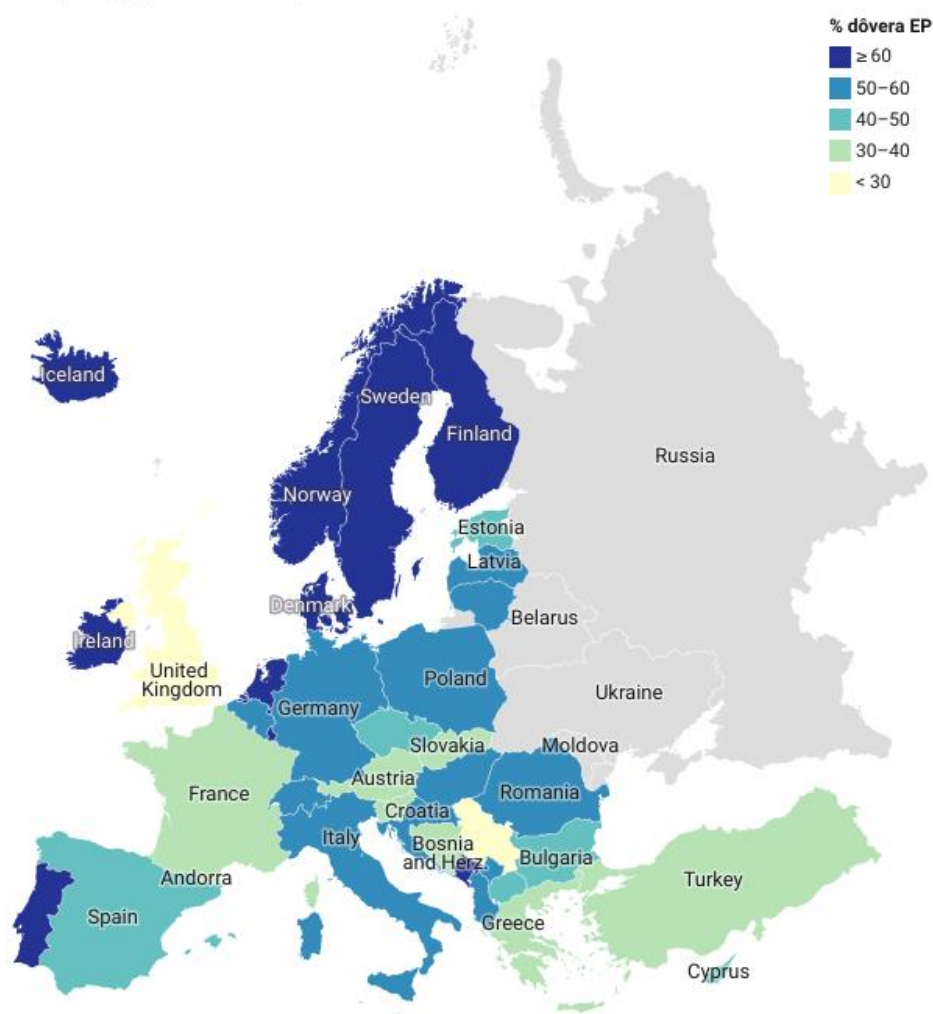 % dôvera EP
≥ 60
50–60
40–50
30–40
< 30
Iceland
Sweden
Finland
Norway
Russia
Estonia
Latvia
Denmark
Belarus
Ireland
United
Kingdom
Poland
Germany
Ukraine
Slovakia
Moldova
Austria
France
Romania
Croatia
Italy
Bosnia
and Herz.
Bulgaria
Andorra
Turkey
Spain
Greece
Cyprus